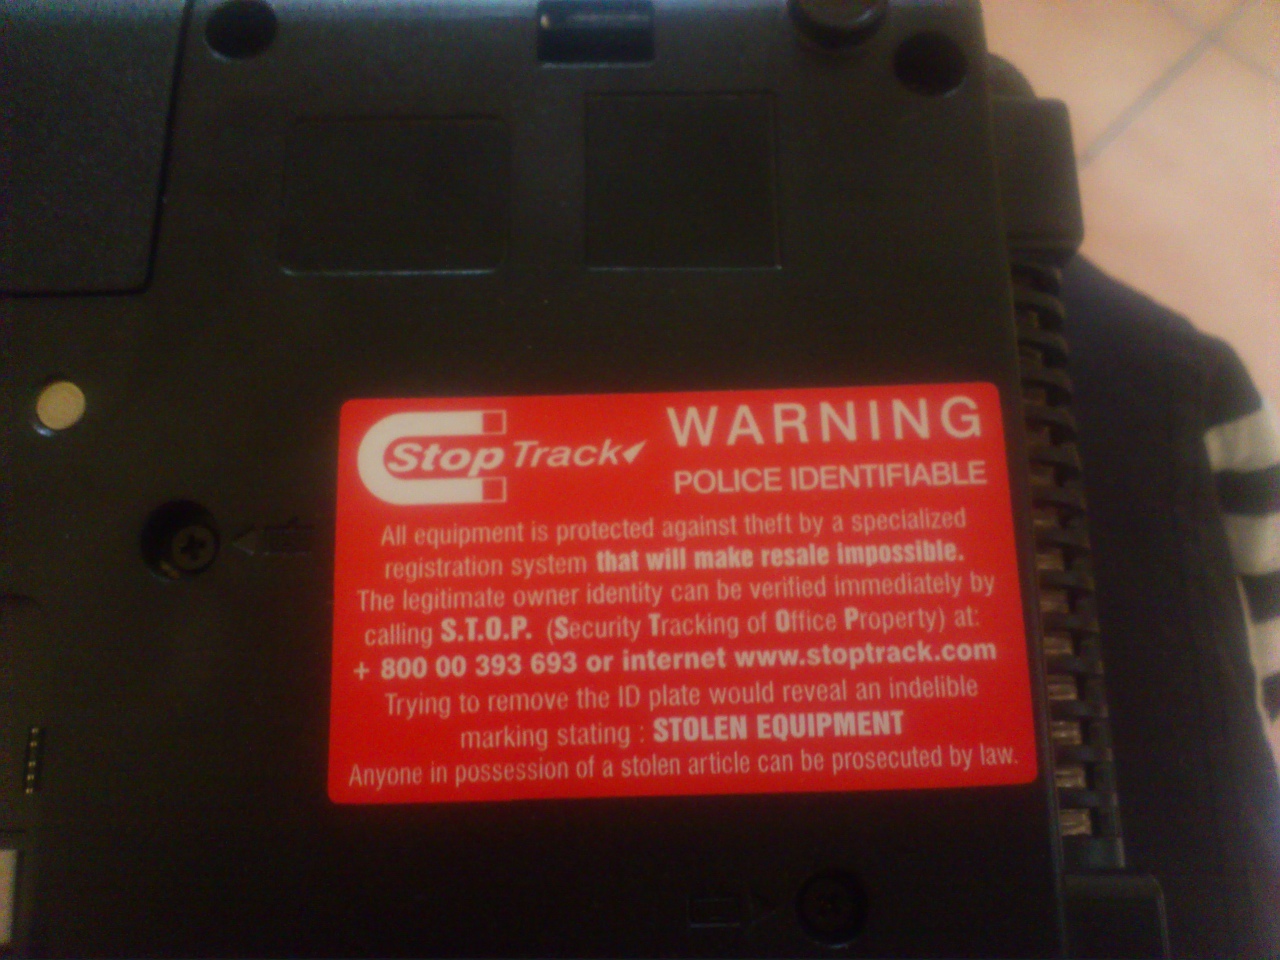 Stop Track
WARNING
POLICE IDENTIFIABLE
All equipment is protected against theft by a specialized
registration system that will make resale impossible.
The legitimate owner identity can be verified immediately by
calling S.T.O.P. (Security Tracking of Office Property) at:
+ 800 00 393 693 or internet www.stoptrack.com
Trying to remove the ID plate would reveal an indelible
marking stating : STOLEN EQUIPMENT
Anyone in possession of a stolen article can be prosecuted by law.